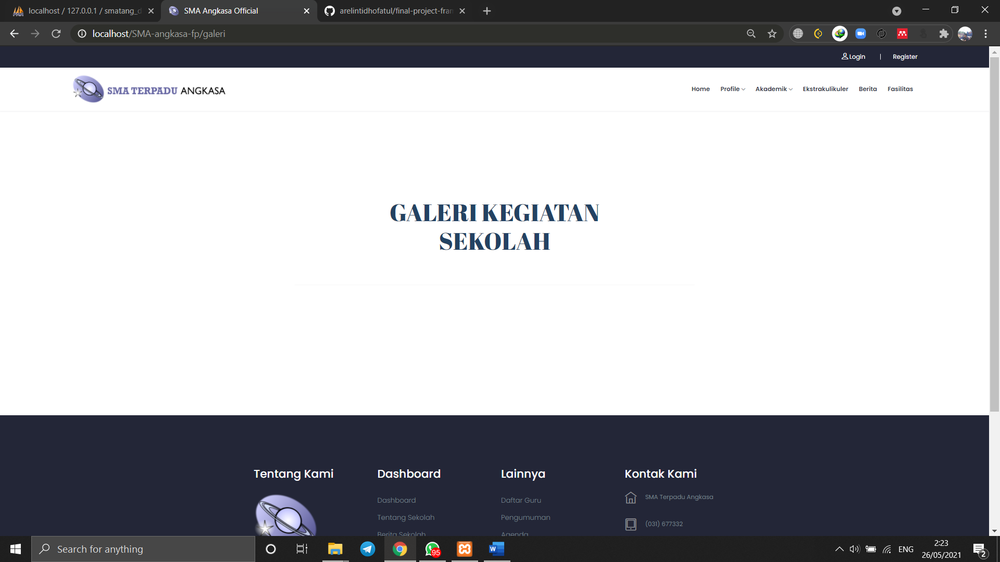 localhost / 127.0.0.1 / smatang_d
SMA Angkasa Official
arelintidhofatul/final-project-fran
localhost/SMA-angkasa-fp/galeri
Login | Register
SMA TERPADU ANGKASA
Home Profile Akademik Ekstrakulikuler Berita Fasilitas
GALERI KEGIATAN
SEKOLAH
Tentang Kami
Dashboard
Dashboard
Tentang Sekolah
Berita Sekolah
Lainnya
Daftar Guru
Pengumuman
Agenda
Kontak Kami
SMA Terpadu Angkasa
(031) 677332
Search for anything
95
W
ENG
2:23
26/05/2021
2